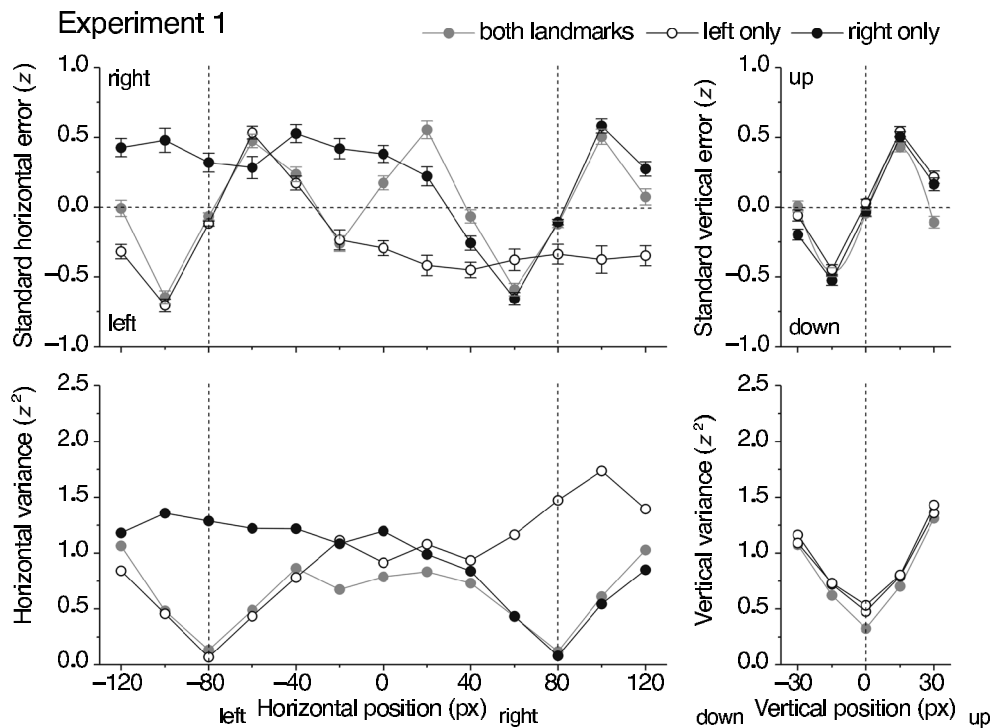 Experiment 1
both landmarks left only right only
Standard horizontal error (z)
1.0
0.5
0.0
−0.5
−1.0
right
left
Standard vertical error (z)
1.0
0.5
0.0
−0.5
−1.0
up
down
Horizontal variance (z²)
2.5
2.0
1.5
1.0
0.5
0.0
−120 −80 −40 0 40 80 120
left Horizontal position (px) right
Vertical variance (z²)
2.5
2.0
1.5
1.0
0.5
0.0
−30 0 30
down Vertical position (px) up